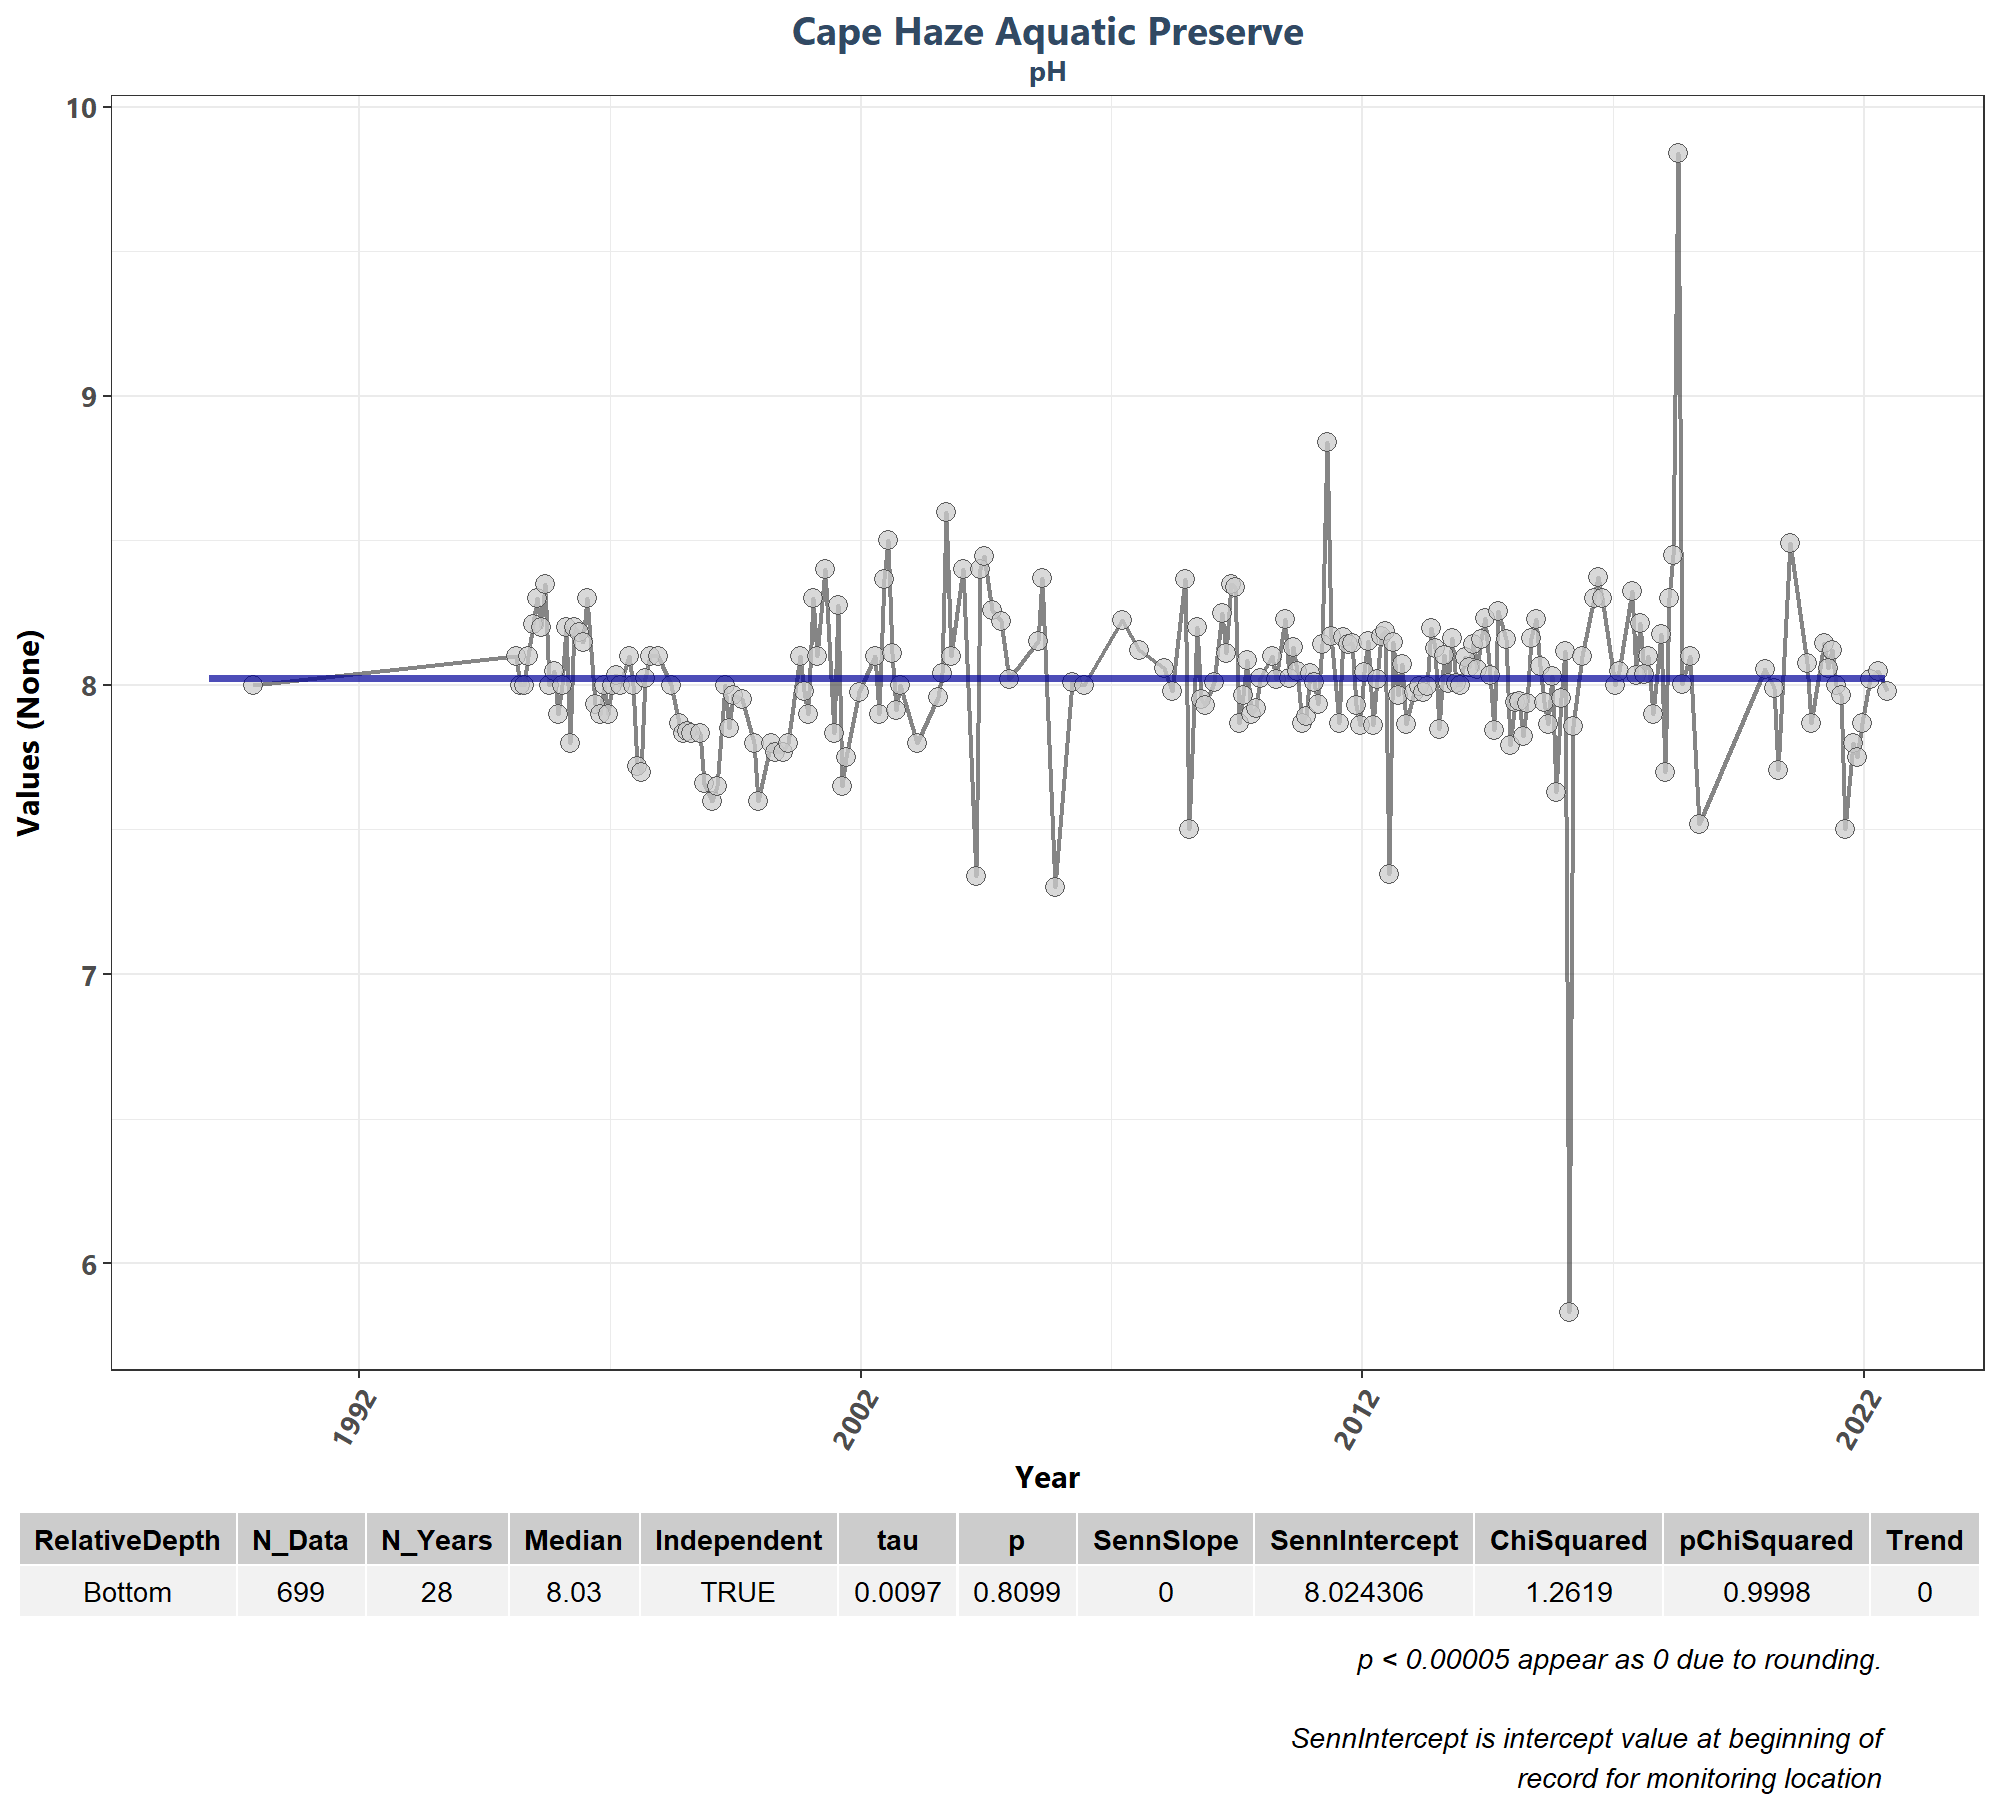 Cape Haze Aquatic Preserve
pH
10
9
8
7
6
Values (None)
1992
2002
2012
2022
Year
RelativeDepth N_Data N_Years Median Independent tau p SennSlope SennIntercept ChiSquared pChiSquared Trend
Bottom 699 28 8.03 TRUE 0.0097 0.8099 0 8.024306 1.2619 0.9998 0
p < 0.00005 appear as 0 due to rounding.
SennIntercept is intercept value at beginning of
record for monitoring location